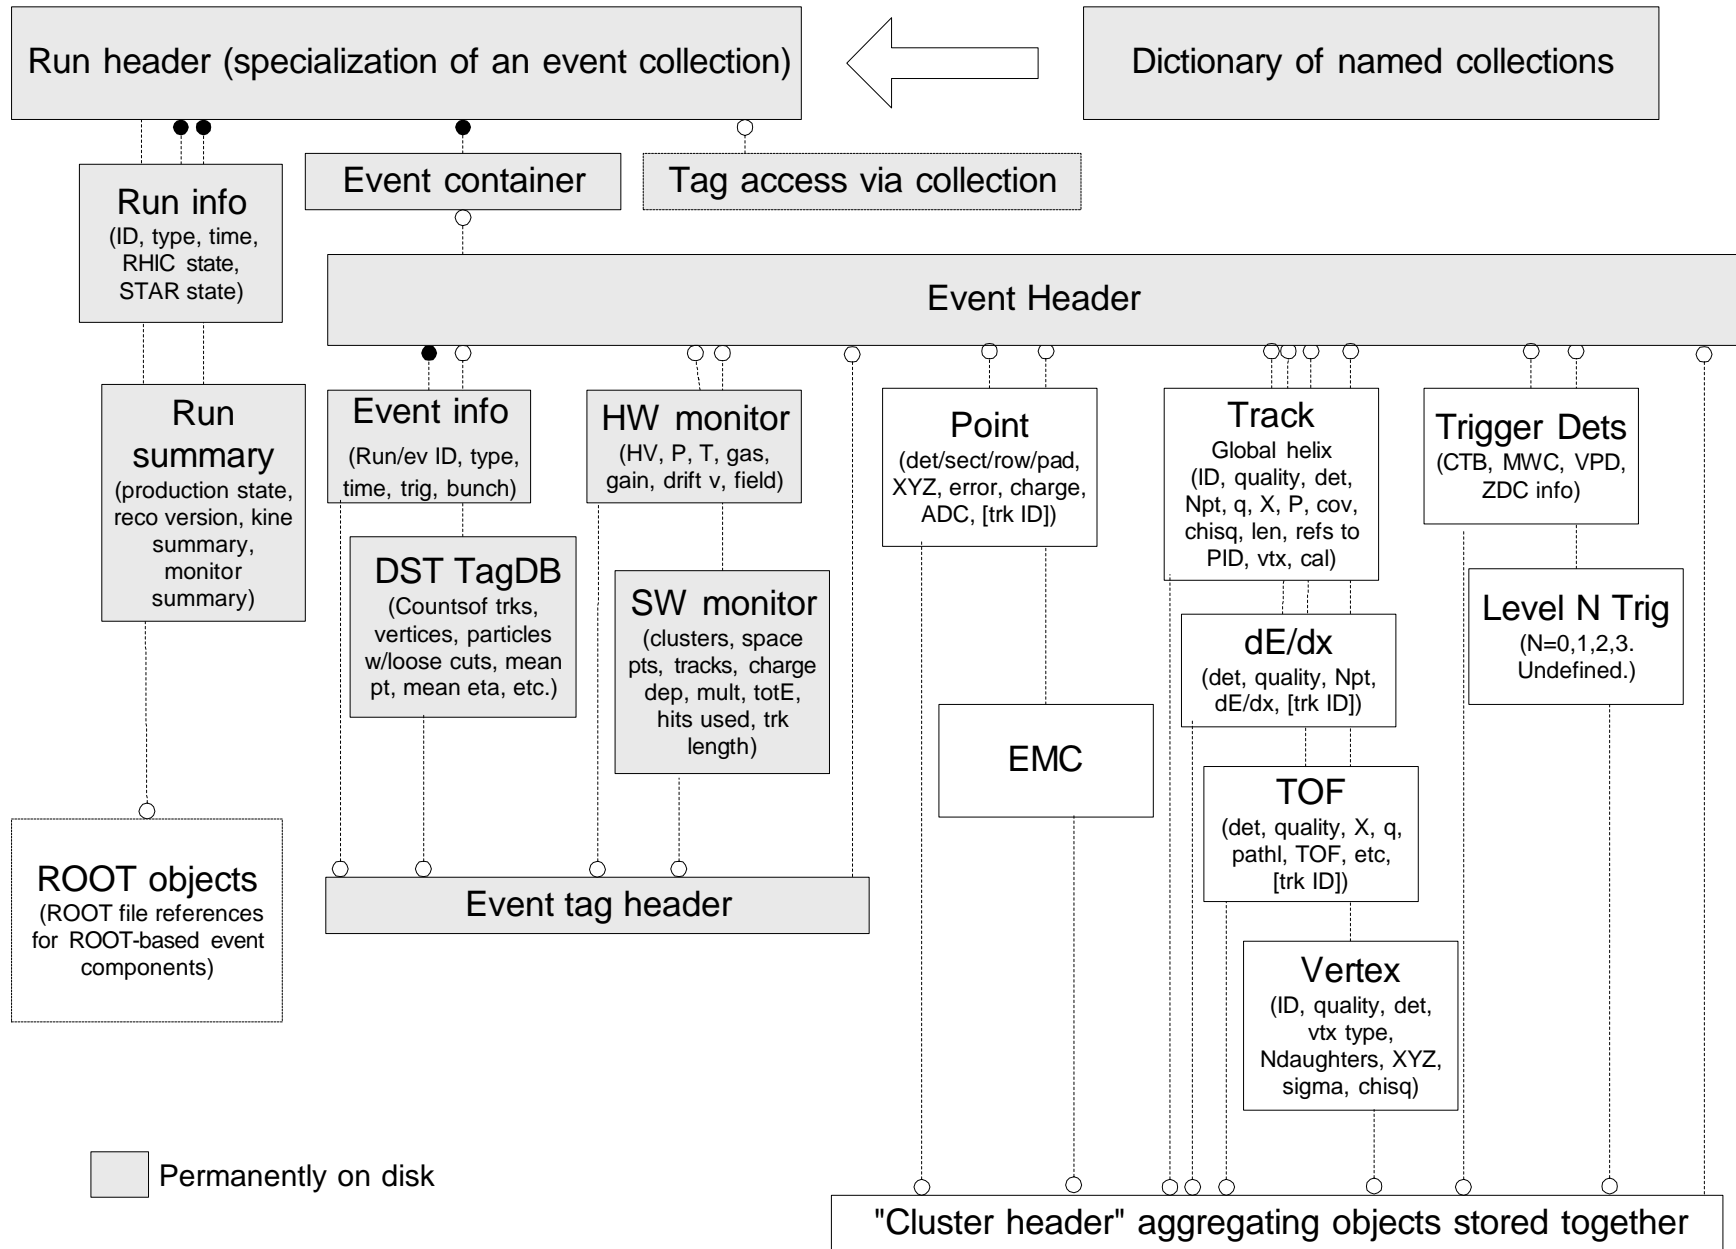 Run header (specialization of an event collection)
Dictionary of named collections
Run info
(ID, type, time,
RHIC state,
STAR state)
Event container
Tag access via collection
Event Header
Run
summary
(production state,
reco version, kine
summary,
monitor
summary)
Event info
(Run/ev ID, type,
time, trig, bunch)
HW monitor
(HV, P, T, gas,
gain, drift v, field)
Point
(det/sect/row/pad,
XYZ, error, charge,
ADC, [trk ID])
Track
Global helix
(ID, quality, det,
Npt, q, X, P, cov,
chisq, len, refs to
PID, vtx, cal)
Trigger Dets
(CTB, MWC, VPD,
ZDC info)
DST TagDB
(Countsof trks,
vertices, particles
w/loose cuts, mean
pt, mean eta, etc.)
SW monitor
(clusters, space
pts, tracks, charge
dep, mult, totE,
hits used, trk
length)
Level N Trig
(N=0,1,2,3.
Undefined.)
dE/dx
(det, quality, Npt,
dE/dx, [trk ID])
EMC
TOF
(det, quality, X, q,
pathl, TOF, etc,
[trk ID])
ROOT objects
(ROOT file references
for ROOT-based event
components)
Event tag header
Vertex
(ID, quality, det,
vtx type,
Ndaughters, XYZ,
sigma, chisq)
Permanently on disk
"Cluster header" aggregating objects stored together